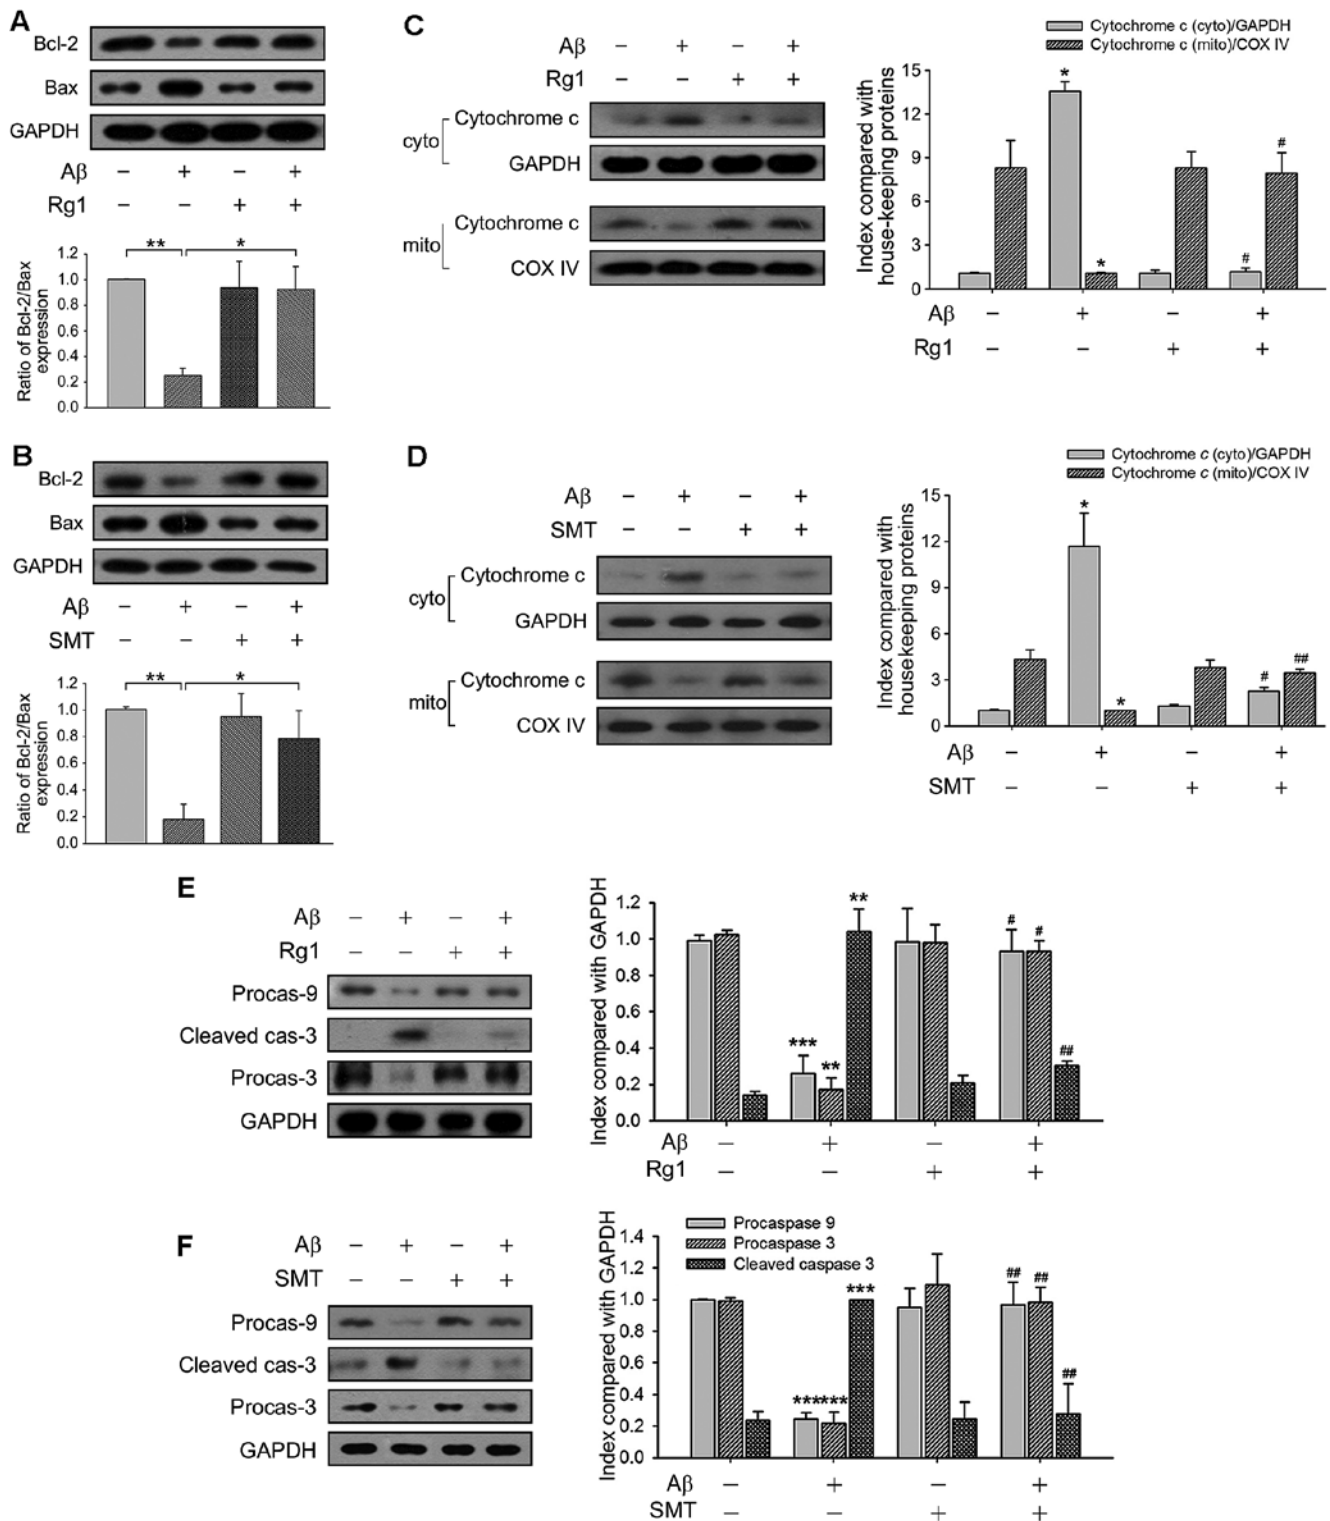 A
Bcl-2
Bax
GAPDH
Aβ − + − +
Rg1 − − + +
** *
Ratio of Bcl-2/Bax
expression
1.2
1.0
0.8
0.6
0.4
0.2
0.0
B
Bcl-2
Bax
GAPDH
Aβ − + − +
SMT − − + +
** *
Ratio of Bcl-2/Bax
expression
1.2
1.0
0.8
0.6
0.4
0.2
0.0
C
Aβ − + − +
Rg1 − − + +
cyto
Cytochrome c
GAPDH
mito
Cytochrome c
COX IV
Cytochrome c (cyto)/GAPDH
Cytochrome c (mito)/COX IV
Index compared with
house-keeping proteins
15
12
9
6
3
0
* * # #
Aβ − + − +
Rg1 − − + +
D
Aβ − + − +
SMT − − + +
cyto
Cytochrome c
GAPDH
mito
Cytochrome c
COX IV
Cytochrome c (cyto)/GAPDH
Cytochrome c (mito)/COX IV
Index compared with
housekeeping proteins
15
12
9
6
3
0
* * # ##
Aβ − + − +
SMT − − + +
E
Aβ − + − +
Rg1 − − + +
Procas-9
Cleaved cas-3
Procas-3
GAPDH
Index compared with GAPDH
1.2
1.0
0.8
0.6
0.4
0.2
0.0
*** ** ** # # ##
Aβ − + − +
Rg1 − − + +
F
Aβ − + − +
SMT − − + +
Procas-9
Cleaved cas-3
Procas-3
GAPDH
Procaspase 9
Procaspase 3
Cleaved caspase 3
Index compared with GAPDH
1.4
1.2
1.0
0.8
0.6
0.4
0.2
0.0
*** *** *** ## ## ##
Aβ − + − +
SMT − − + +